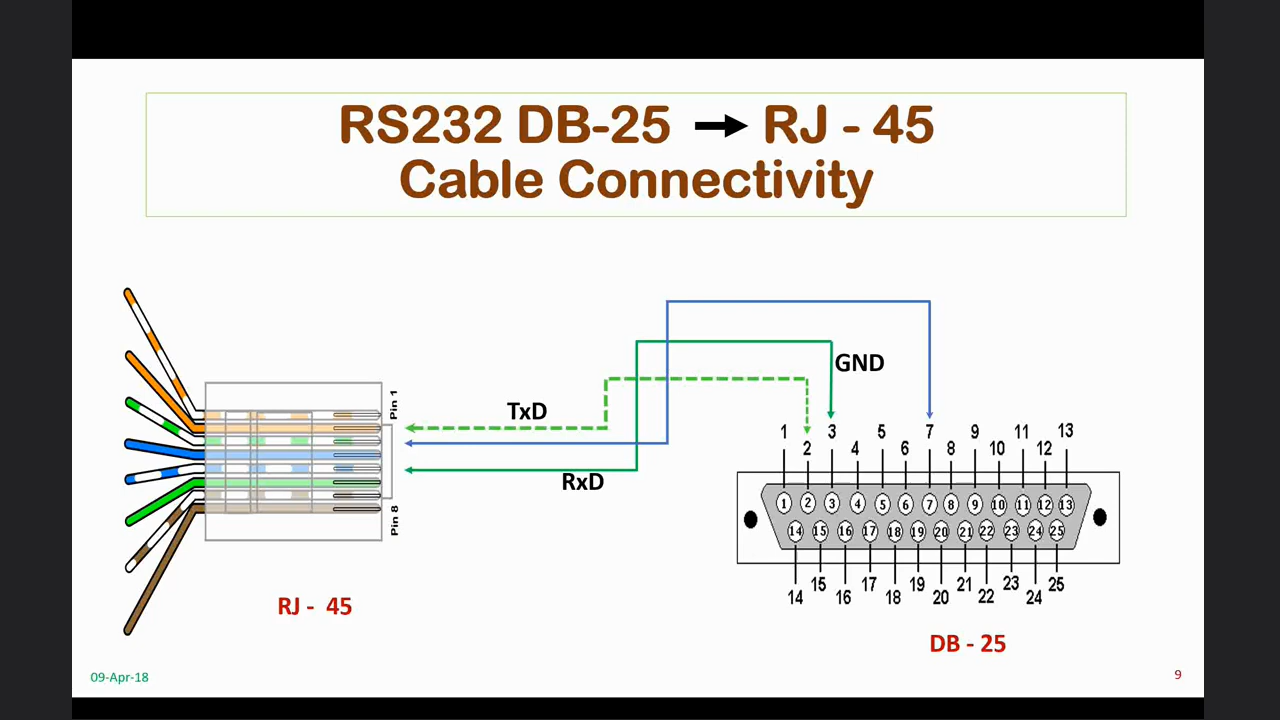 RS232 DB-25 → RJ - 45
Cable Connectivity
GND
TxD
RxD
Pin 1
Pin 8
RJ - 45
1 2 3 4 5 6 7 8 9 10 11 12 13
1 2 3 4 5 6 7 8 9 10 11 12 13
14 15 16 17 18 19 20 21 22 23 24 25
14 15 16 17 18 19 20 21 22 23 24 25
DB - 25
09-Apr-18
9